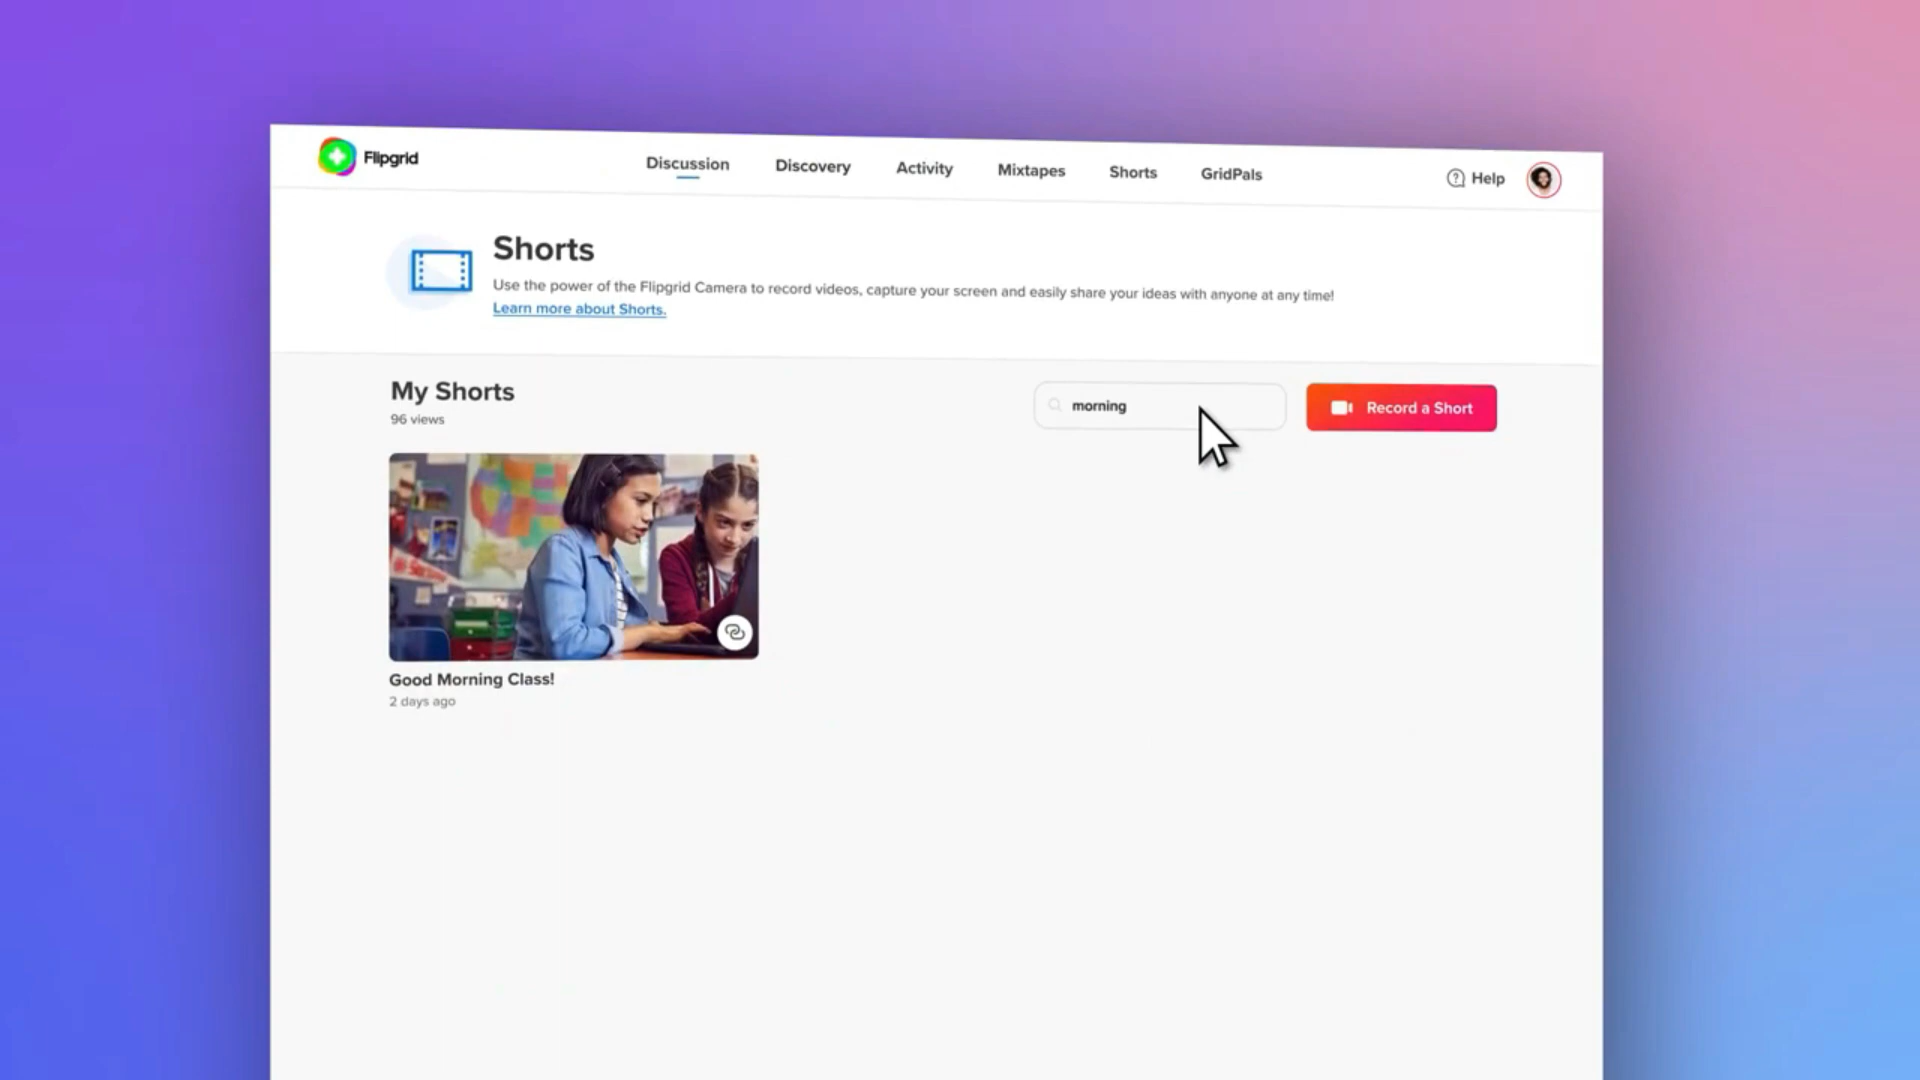 Flipgrid
Discussion
Discovery
Activity
Mixtapes
Shorts
GridPals
Help
Shorts
Use the power of the Flipgrid Camera to record videos, capture your screen and easily share your ideas with anyone at any time!
Learn more about Shorts.
My Shorts
96 views
morning
Record a Short
Good Morning Class!
2 days ago